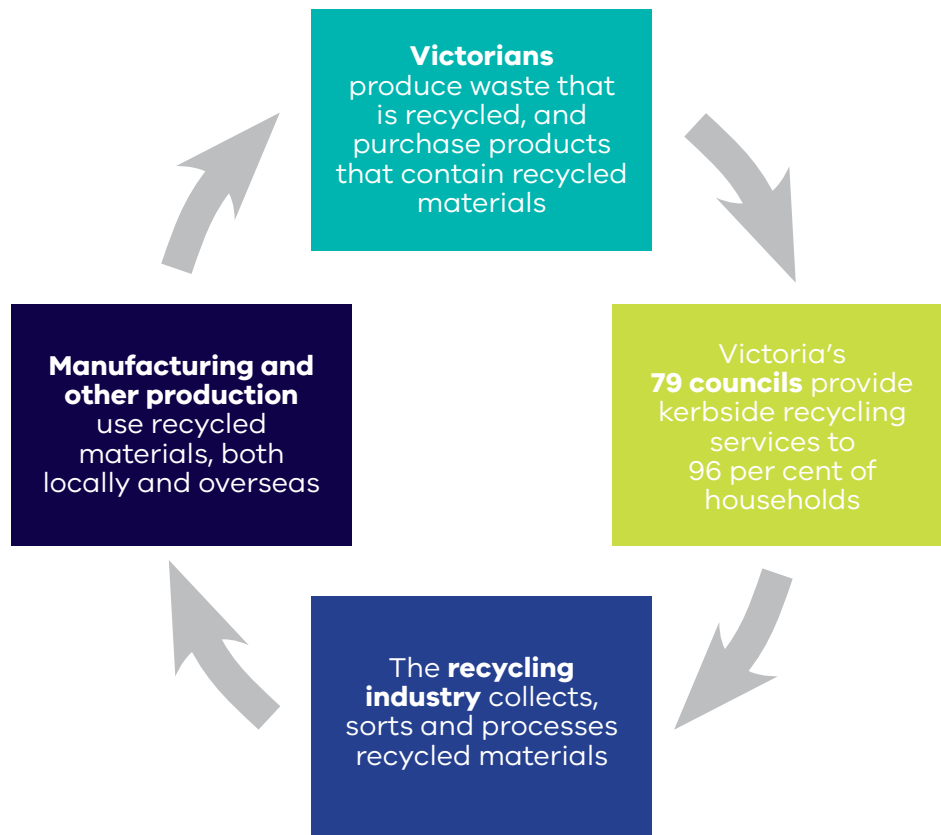 Victorians
produce waste that
is recycled, and
purchase products
that contain recycled
materials
Victoria’s
79 councils provide
kerbside recycling
services to
96 per cent of
households
The recycling
industry collects,
sorts and processes
recycled materials
Manufacturing and
other production
use recycled
materials, both
locally and overseas